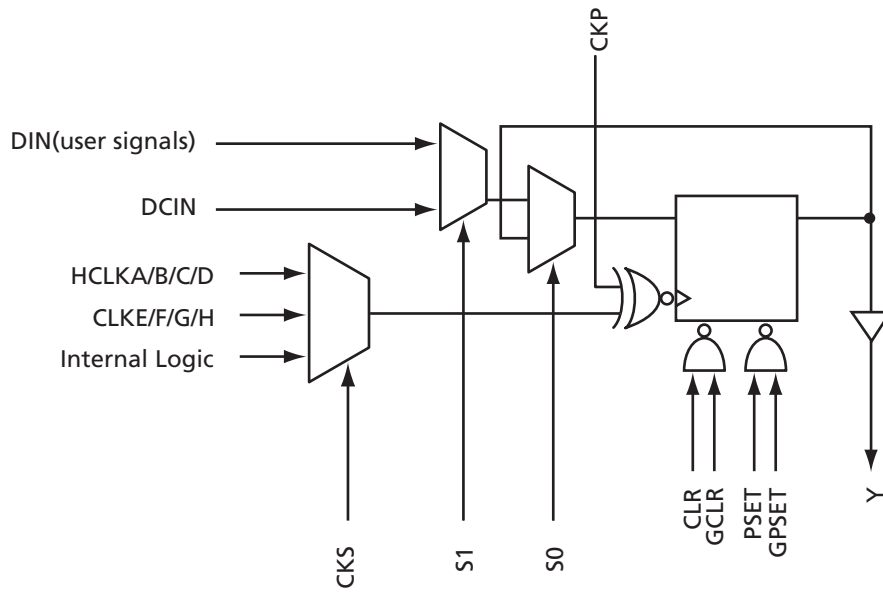 CKP
DIN(user signals)
DCIN
HCLKA/B/C/D
CLKE/F/G/H
Internal Logic
CKS
S1
S0
CLR
GCLR
PSET
GPSET
Y